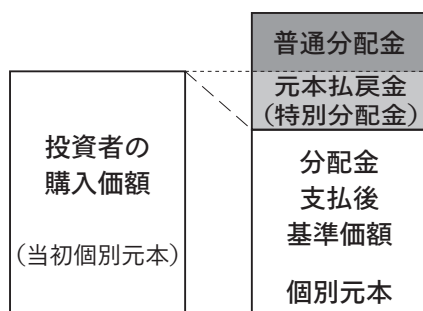 投資者の
購入価額
(当初個別元本)
普通分配金
元本払戻金
(特別分配金)
分配金
支払後
基準価額
個別元本